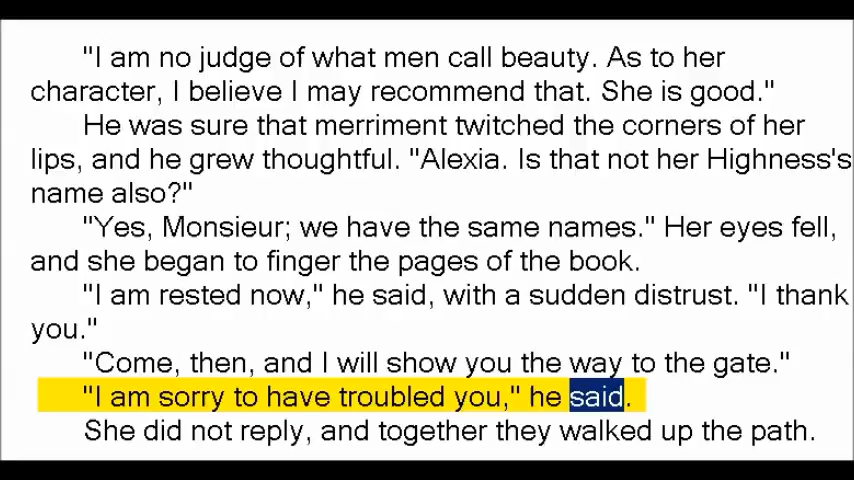 "I am no judge of what men call beauty. As to her
character, I believe I may recommend that. She is good."
He was sure that merriment twitched the corners of her
lips, and he grew thoughtful. "Alexia. Is that not her Highness's
name also?"
"Yes, Monsieur; we have the same names." Her eyes fell,
and she began to finger the pages of the book.
"I am rested now," he said, with a sudden distrust. "I thank
you."
"Come, then, and I will show you the way to the gate."
"I am sorry to have troubled you," he said.
She did not reply, and together they walked up the path.